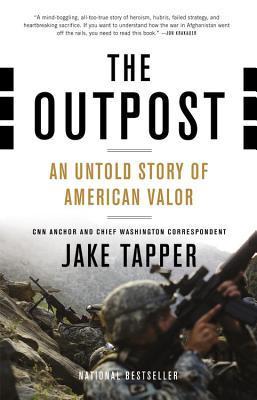 "A mind-boggling, all-too-true story of heroism, hubris, failed strategy, and
heartbreaking sacrifice. If you want to understand how the war in Afghanistan
went off the rails, you need to read this book." —JON KRAKAUER
THE
OUTPOST
AN UNTOLD STORY OF
AMERICAN VALOR
CNN ANCHOR AND CHIEF WASHINGTON CORRESPONDENT
JAKE TAPPER
NATIONAL BESTSELLER